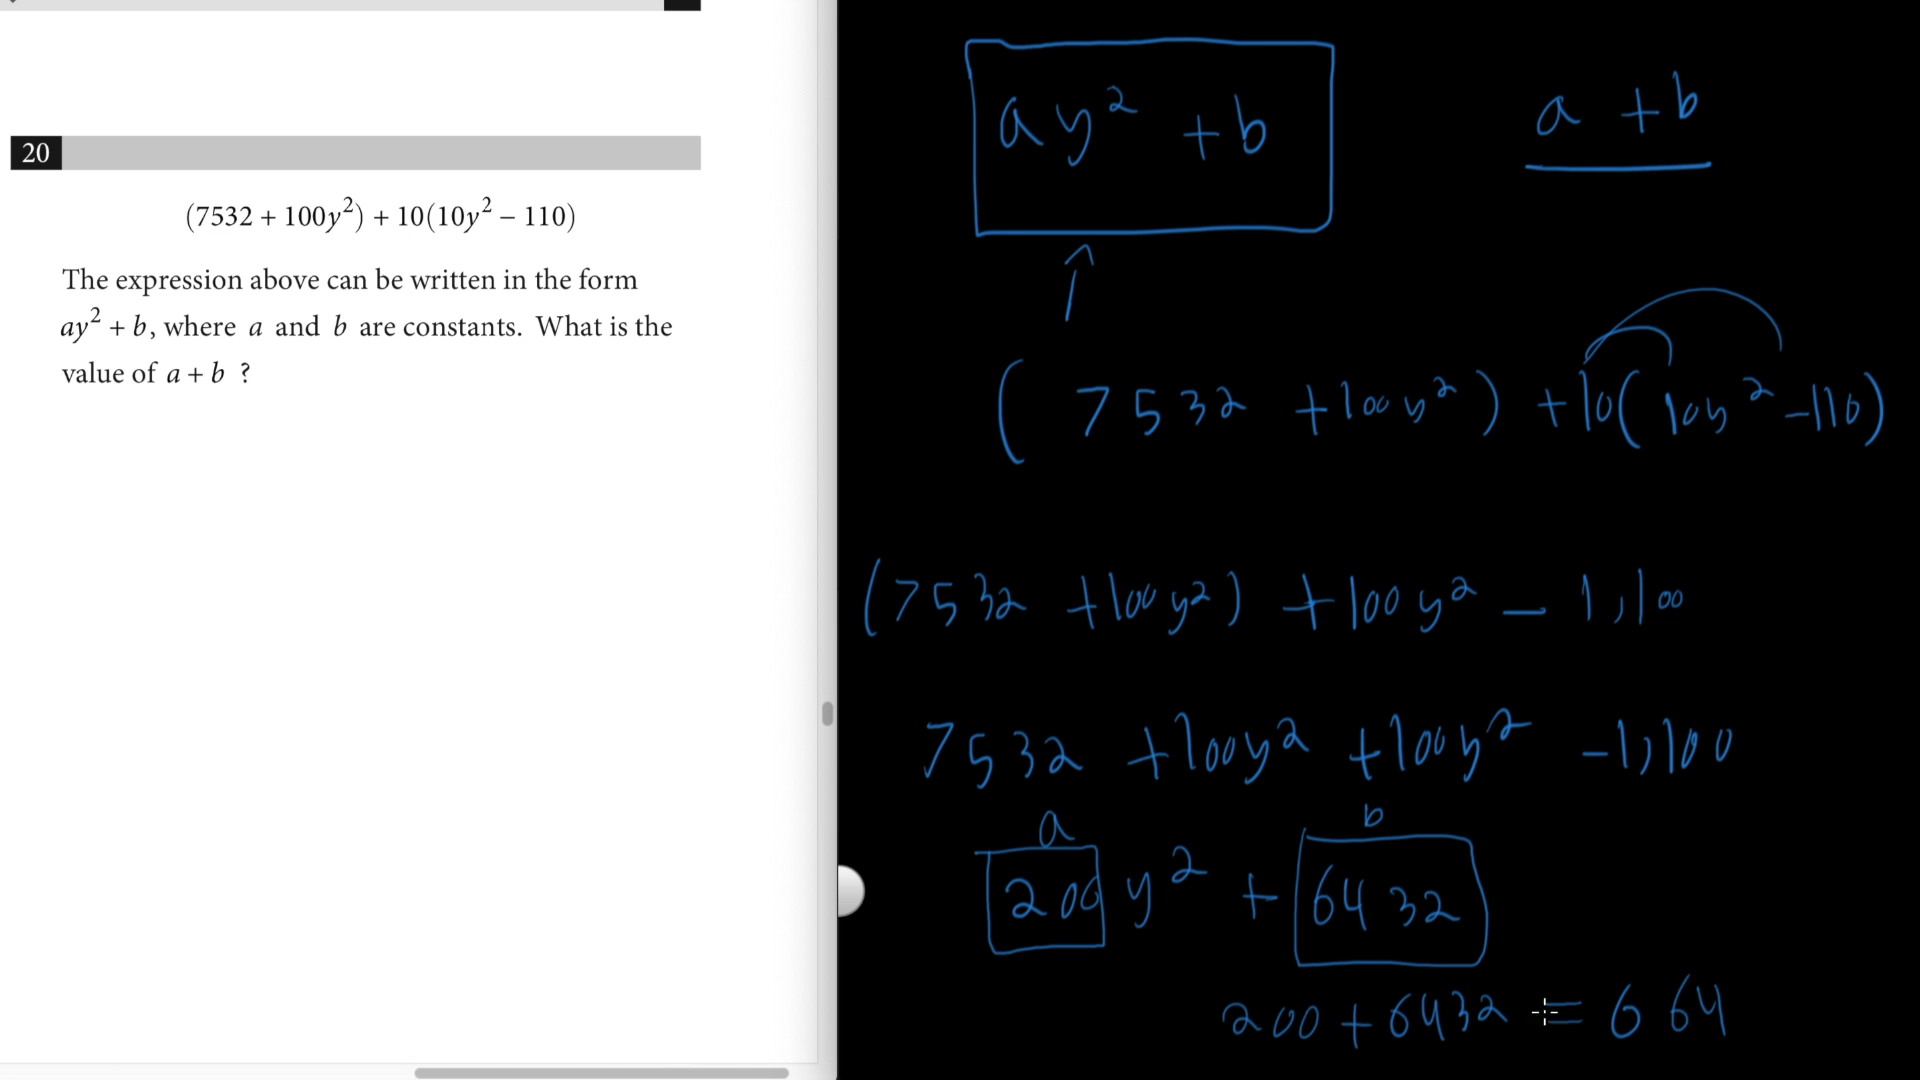 20
(7532 + 100y²) + 10(10y² – 110)
The expression above can be written in the form
ay² + b, where a and b are constants. What is the
value of a + b ?
ay² + b
a + b
( 7532 + 100y² ) + 10( 10y² - 110)
(7532 + 100y²) + 100y² - 1,100
7532 + 100y² + 100y² - 1,100
a b
200 y² + 6432
200 + 6432 = 664